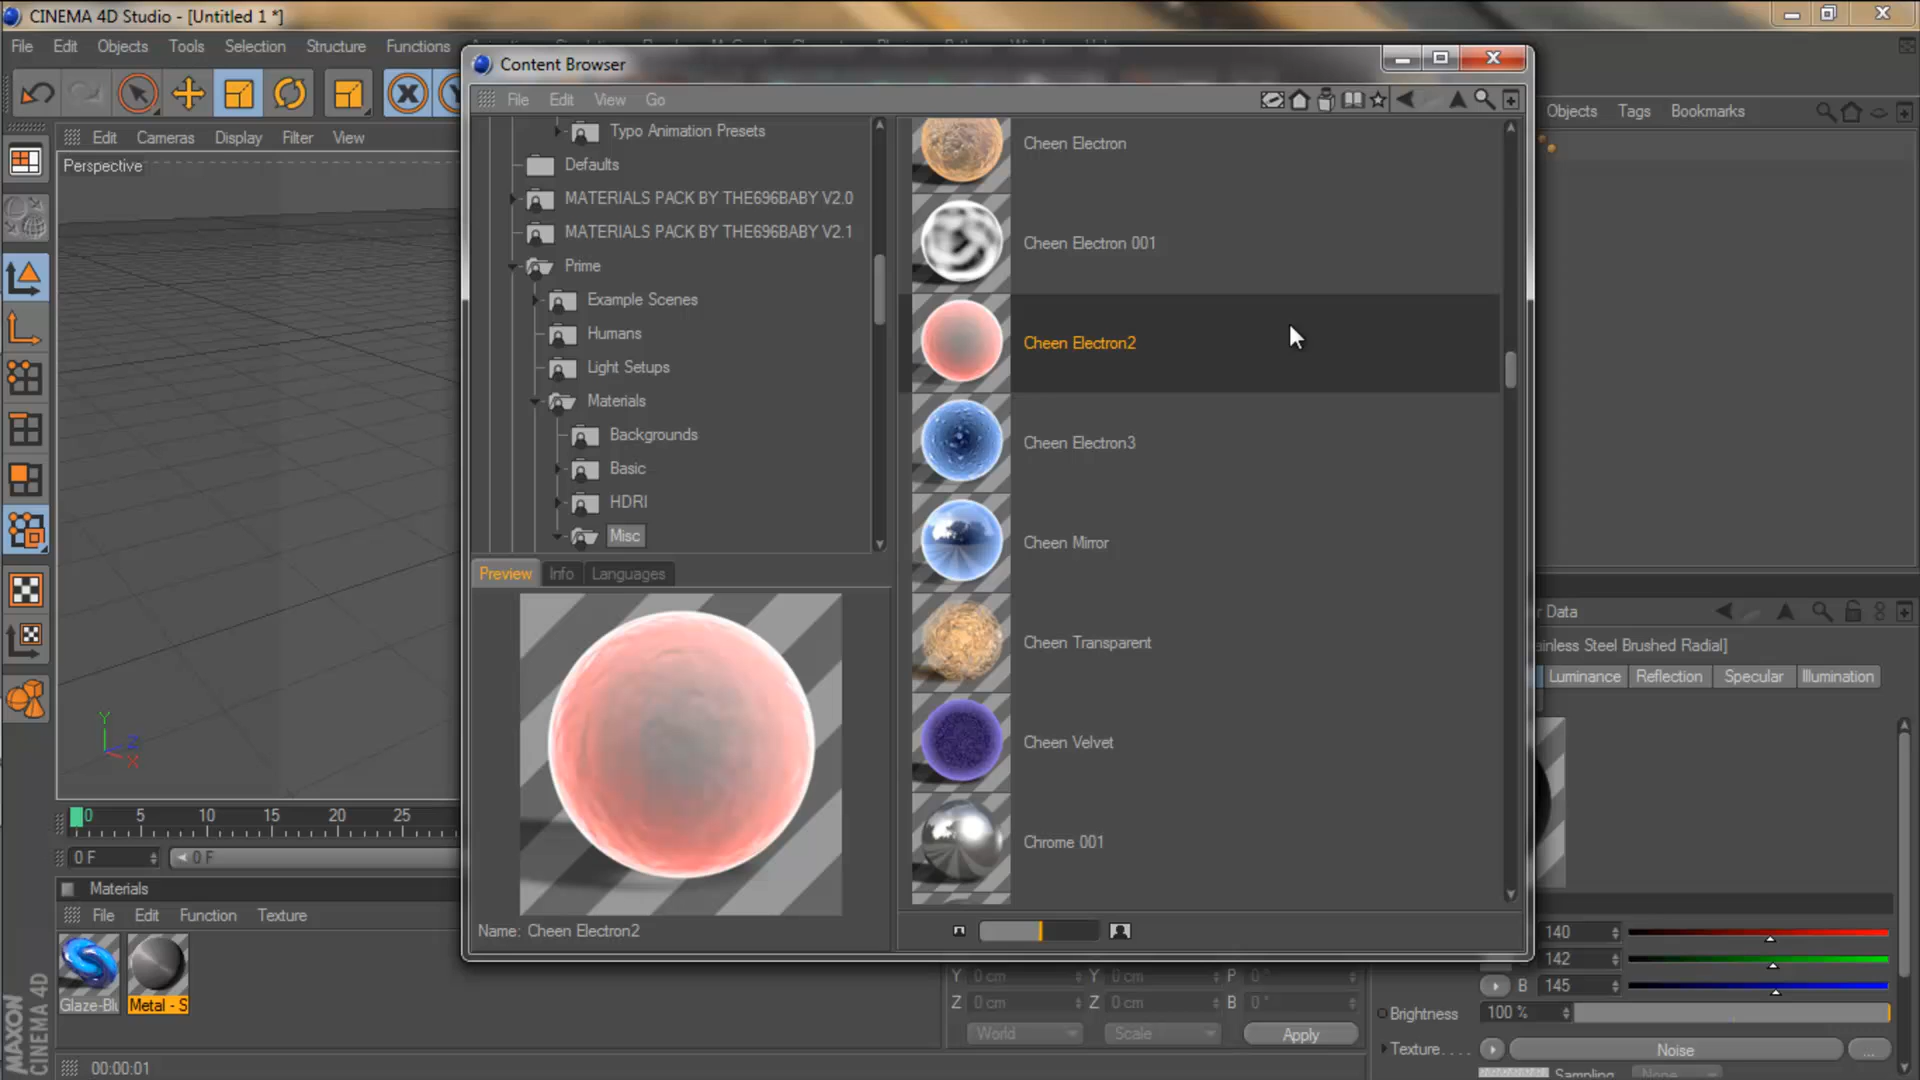 CINEMA 4D Studio - [Untitled 1 *]
File Edit Objects Tools Selection Structure Functions
Content Browser
File Edit View Go
Objects Tags Bookmarks
Edit Cameras Display Filter View
Perspective
Typo Animation Presets
Defaults
MATERIALS PACK BY THE696BABY V2.0
MATERIALS PACK BY THE696BABY V2.1
Prime
Example Scenes
Humans
Light Setups
Materials
Backgrounds
Basic
HDRI
Misc
Cheen Electron
Cheen Electron 001
Cheen Electron2
Cheen Electron3
Cheen Mirror
Cheen Transparent
Cheen Velvet
Chrome 001
Preview Info Languages
Name: Cheen Electron2
r Data
ainless Steel Brushed Radial]
Luminance Reflection Specular Illumination
Y
Z
X
0 5 10 15 20 25
0 F 0 F
Materials
File Edit Function Texture
Glaze-Blu Metal - S
MAXON
CINEMA 4D
00:00:01
Y 0 cm Y 0 cm P 0 °
Z 0 cm Z 0 cm B 0 °
World Scale Apply
140
142
B 145
Brightness 100 %
Texture. . . . Noise ...
Sampling None